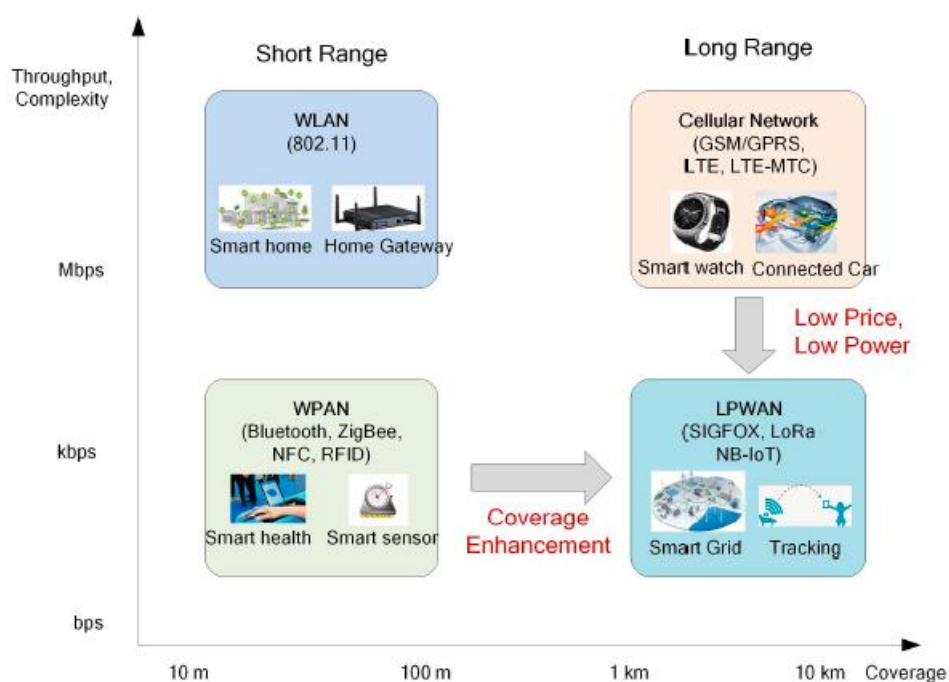 Short Range
Long Range
Throughput,
Complexity
WLAN
(802.11)
Smart home
Home Gateway
Cellular Network
(GSM/GPRS,
LTE, LTE-MTC)
Smart watch
Connected Car
Mbps
Low Price,
Low Power
WPAN
(Bluetooth, ZigBee,
NFC, RFID)
Smart health
Smart sensor
kbps
Coverage
Enhancement
LPWAN
(SIGFOX, LoRa
NB-IoT)
Smart Grid
Tracking
bps
10 m
100 m
1 km
10 km
Coverage